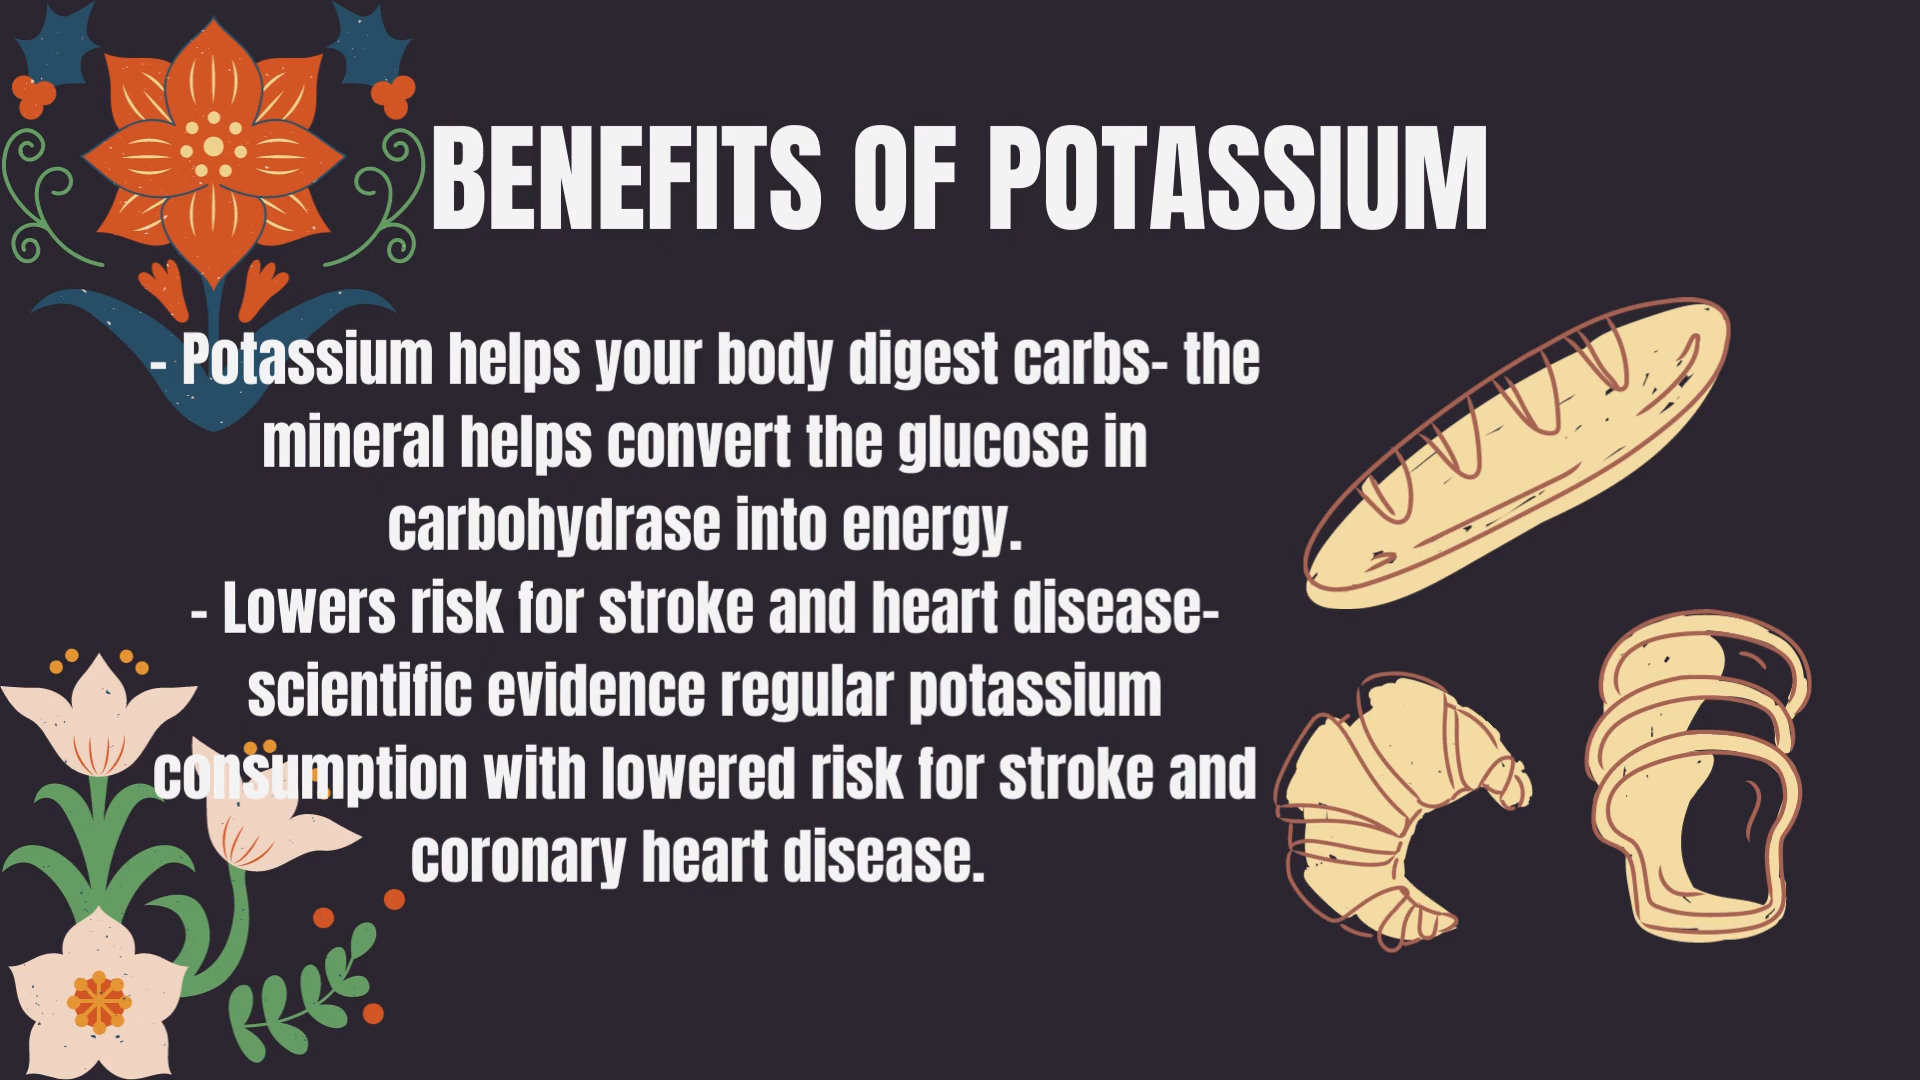 BENEFITS OF POTASSIUM
- Potassium helps your body digest carbs- the
mineral helps convert the glucose in
carbohydrase into energy.
- Lowers risk for stroke and heart disease-
scientific evidence regular potassium
consumption with lowered risk for stroke and
coronary heart disease.